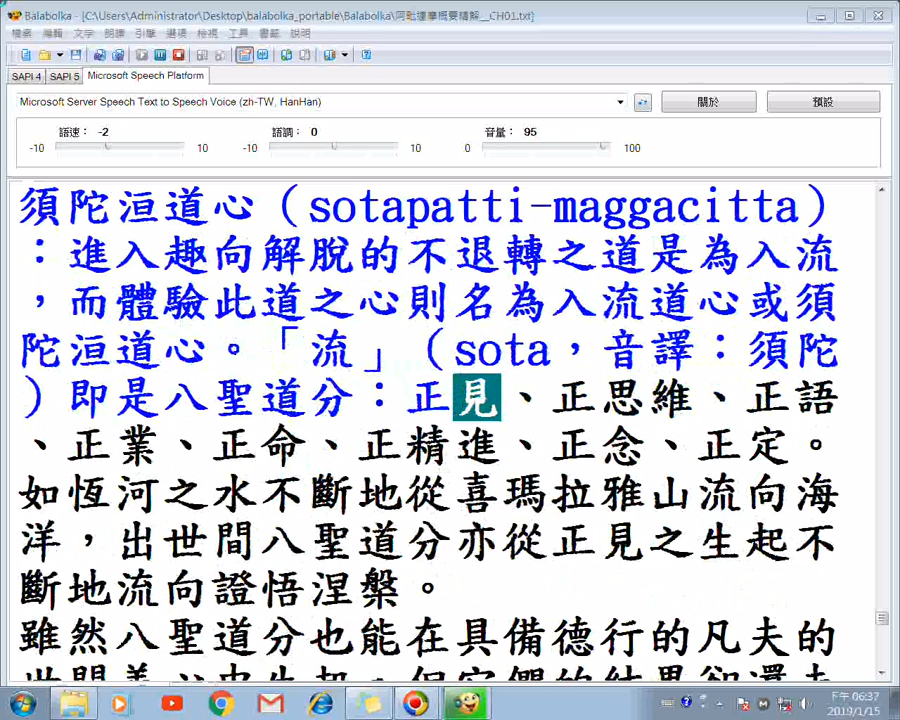 Balabolka - [C:\Users\Administrator\Desktop\balabolka_portable\Balabolka\阿毗達摩概要精解__CH01.txt]
檔案 編輯 文字 朗讀 引擎 選項 檢視 工具 書籤 說明
SAPI 4 SAPI 5 Microsoft Speech Platform
Microsoft Server Speech Text to Speech Voice (zh-TW, HanHan) 關於 預設
語速： -2 語調： 0 音量： 95
-10 10 -10 10 0 100
須陀洹道心（sotapatti-maggacitta）
：進入趣向解脫的不退轉之道是為入流
，而體驗此道之心則名為入流道心或須
陀洹道心。「流」（sota，音譯：須陀
）即是八聖道分：正見、正思維、正語
、正業、正命、正精進、正念、正定。
如恆河之水不斷地從喜瑪拉雅山流向海
洋，出世間八聖道分亦從正見之生起不
斷地流向證悟涅槃。
雖然八聖道分也能在具備德行的凡夫的
下午 06:37
2019/1/15